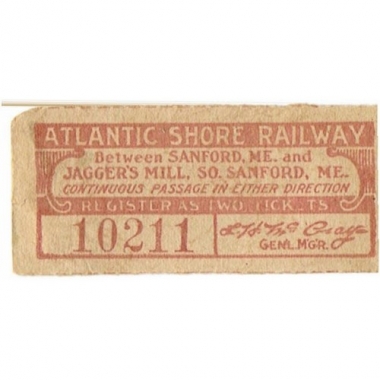 ATLANTIC SHORE RAILWAY
Between SANFORD, ME. and
JAGGER'S MILL, SO. SANFORD, ME.
CONTINUOUS PASSAGE IN EITHER DIRECTION
REGISTER AS TWO TICKETS
10211
GENL. MGR.